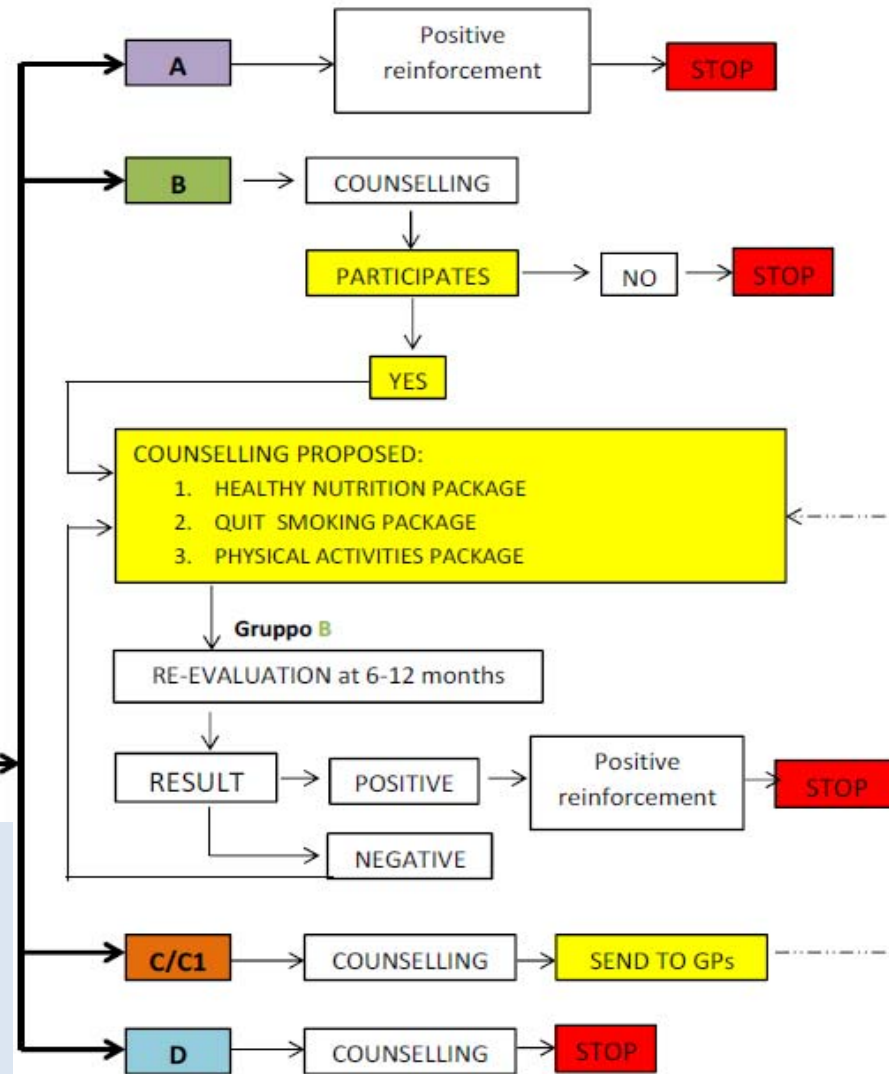 A
Positive
reinforcement
STOP
B
COUNSELLING
PARTICIPATES
NO
STOP
YES
COUNSELLING PROPOSED:
1. HEALTHY NUTRITION PACKAGE
2. QUIT SMOKING PACKAGE
3. PHYSICAL ACTIVITIES PACKAGE
Gruppo B
RE-EVALUATION at 6-12 months
RESULT
POSITIVE
Positive
reinforcement
STOP
NEGATIVE
C/C1
COUNSELLING
SEND TO GPs
D
COUNSELLING
STOP